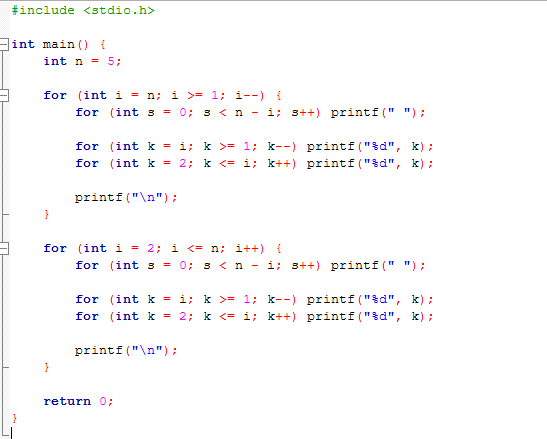 #include <stdio.h>
int main() {
    int n = 5;
    for (int i = n; i >= 1; i--) {
        for (int s = 0; s < n - i; s++) printf(" ");
        for (int k = i; k >= 1; k--) printf("%d", k);
        for (int k = 2; k <= i; k++) printf("%d", k);
        printf("\n");
    }
    for (int i = 2; i <= n; i++) {
        for (int s = 0; s < n - i; s++) printf(" ");
        for (int k = i; k >= 1; k--) printf("%d", k);
        for (int k = 2; k <= i; k++) printf("%d", k);
        printf("\n");
    }
    return 0;
}